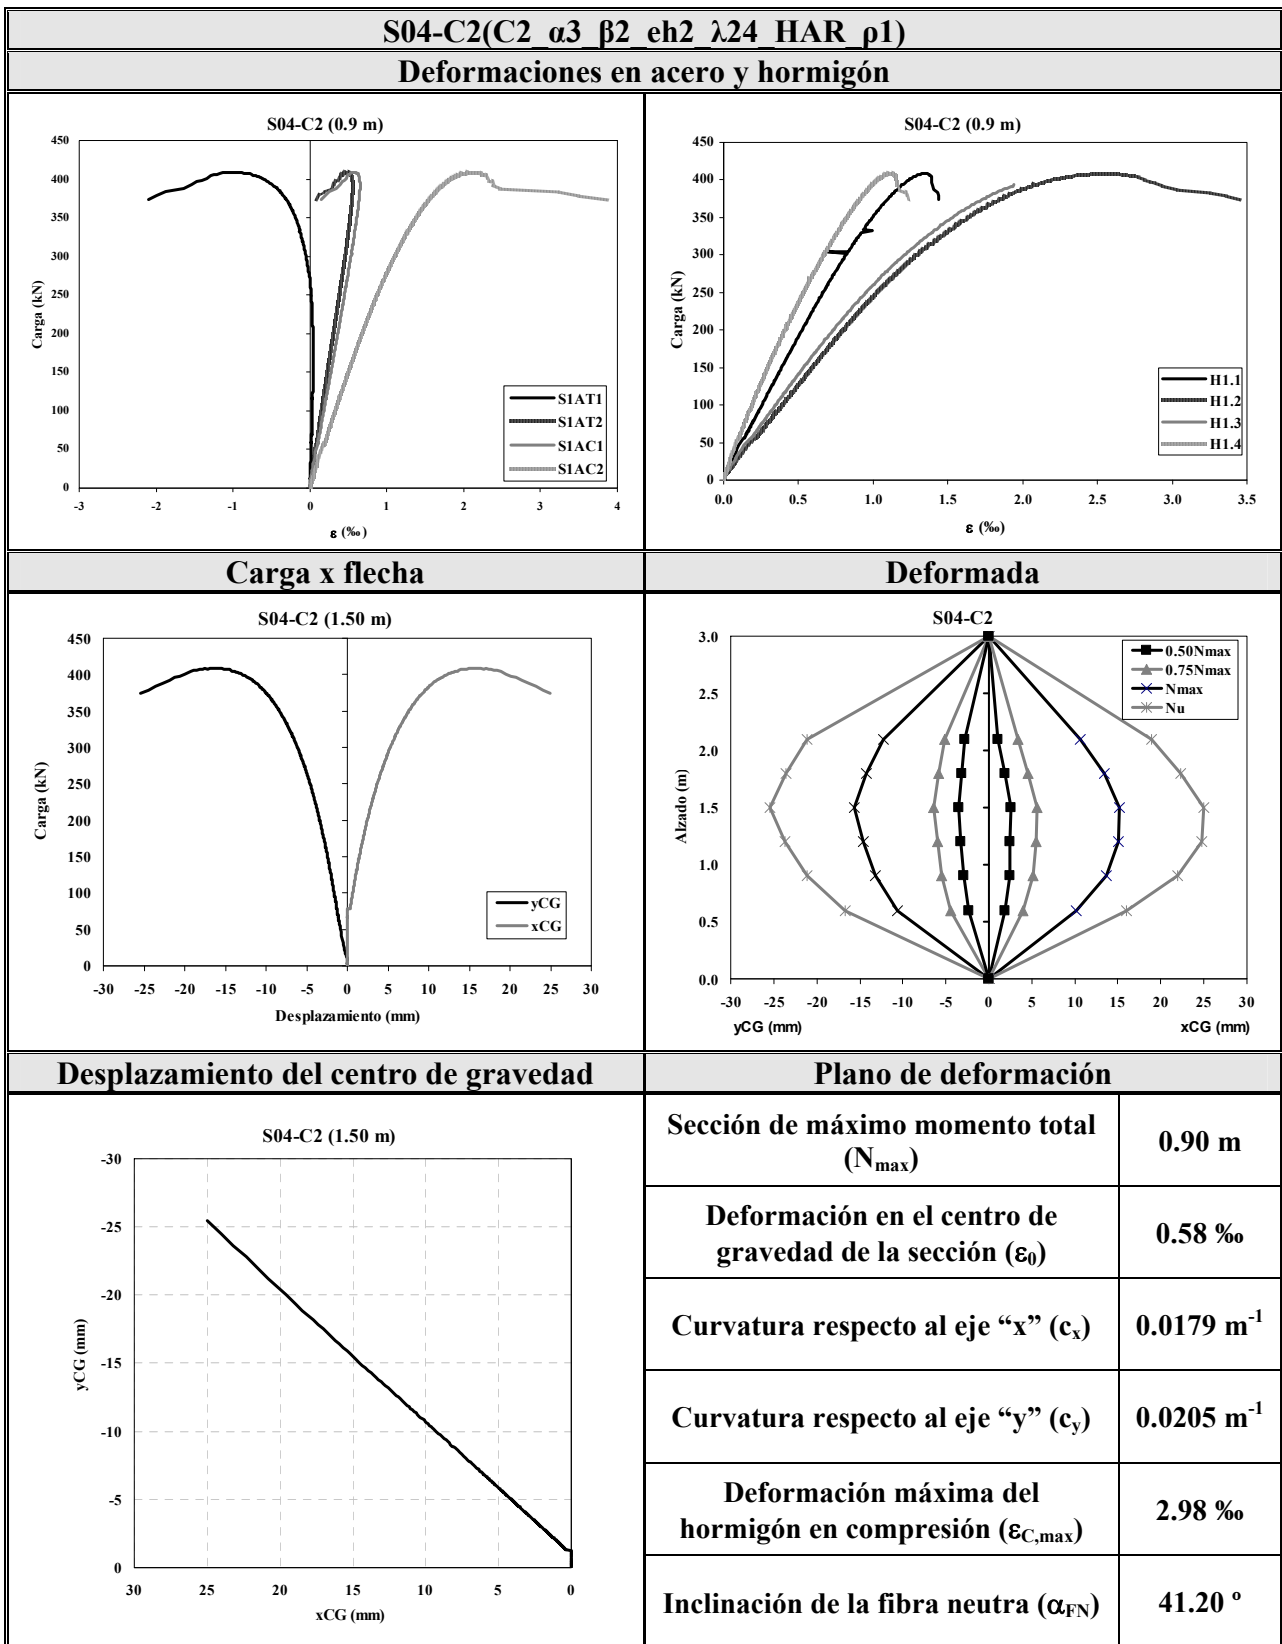 S04-C2(C2_α3_β2_eh2_λ24_HAR_ρ1)
Deformaciones en acero y hormigón
S04-C2 (0.9 m)
450
400
350
300
250
200
150
100
50
0
Carga (kN)
-3 -2 -1 0 1 2 3 4
ε (‰)
S1AT1
S1AT2
S1AC1
S1AC2
S04-C2 (0.9 m)
450
400
350
300
250
200
150
100
50
0
Carga (kN)
0.0 0.5 1.0 1.5 2.0 2.5 3.0 3.5
ε (‰)
H1.1
H1.2
H1.3
H1.4
Carga x flecha
Deformada
S04-C2 (1.50 m)
450
400
350
300
250
200
150
100
50
0
Carga (kN)
-30 -25 -20 -15 -10 -5 0 5 10 15 20 25 30
Desplazamiento (mm)
yCG
xCG
S04-C2
3.0
2.5
2.0
1.5
1.0
0.5
0.0
Alzado (m)
-30 -25 -20 -15 -10 -5 0 5 10 15 20 25 30
yCG (mm) xCG (mm)
0.50Nmax
0.75Nmax
Nmax
Nu
Desplazamiento del centro de gravedad
Plano de deformación
S04-C2 (1.50 m)
-30
-25
-20
-15
-10
-5
0
yCG (mm)
30 25 20 15 10 5 0
xCG (mm)
Sección de máximo momento total
(Nmax)
0.90 m
Deformación en el centro de
gravedad de la sección (ε0)
0.58 ‰
Curvatura respecto al eje “x” (cx)
0.0179 m-1
Curvatura respecto al eje “y” (cy)
0.0205 m-1
Deformación máxima del
hormigón en compresión (εC,max)
2.98 ‰
Inclinación de la fibra neutra (αFN)
41.20 º